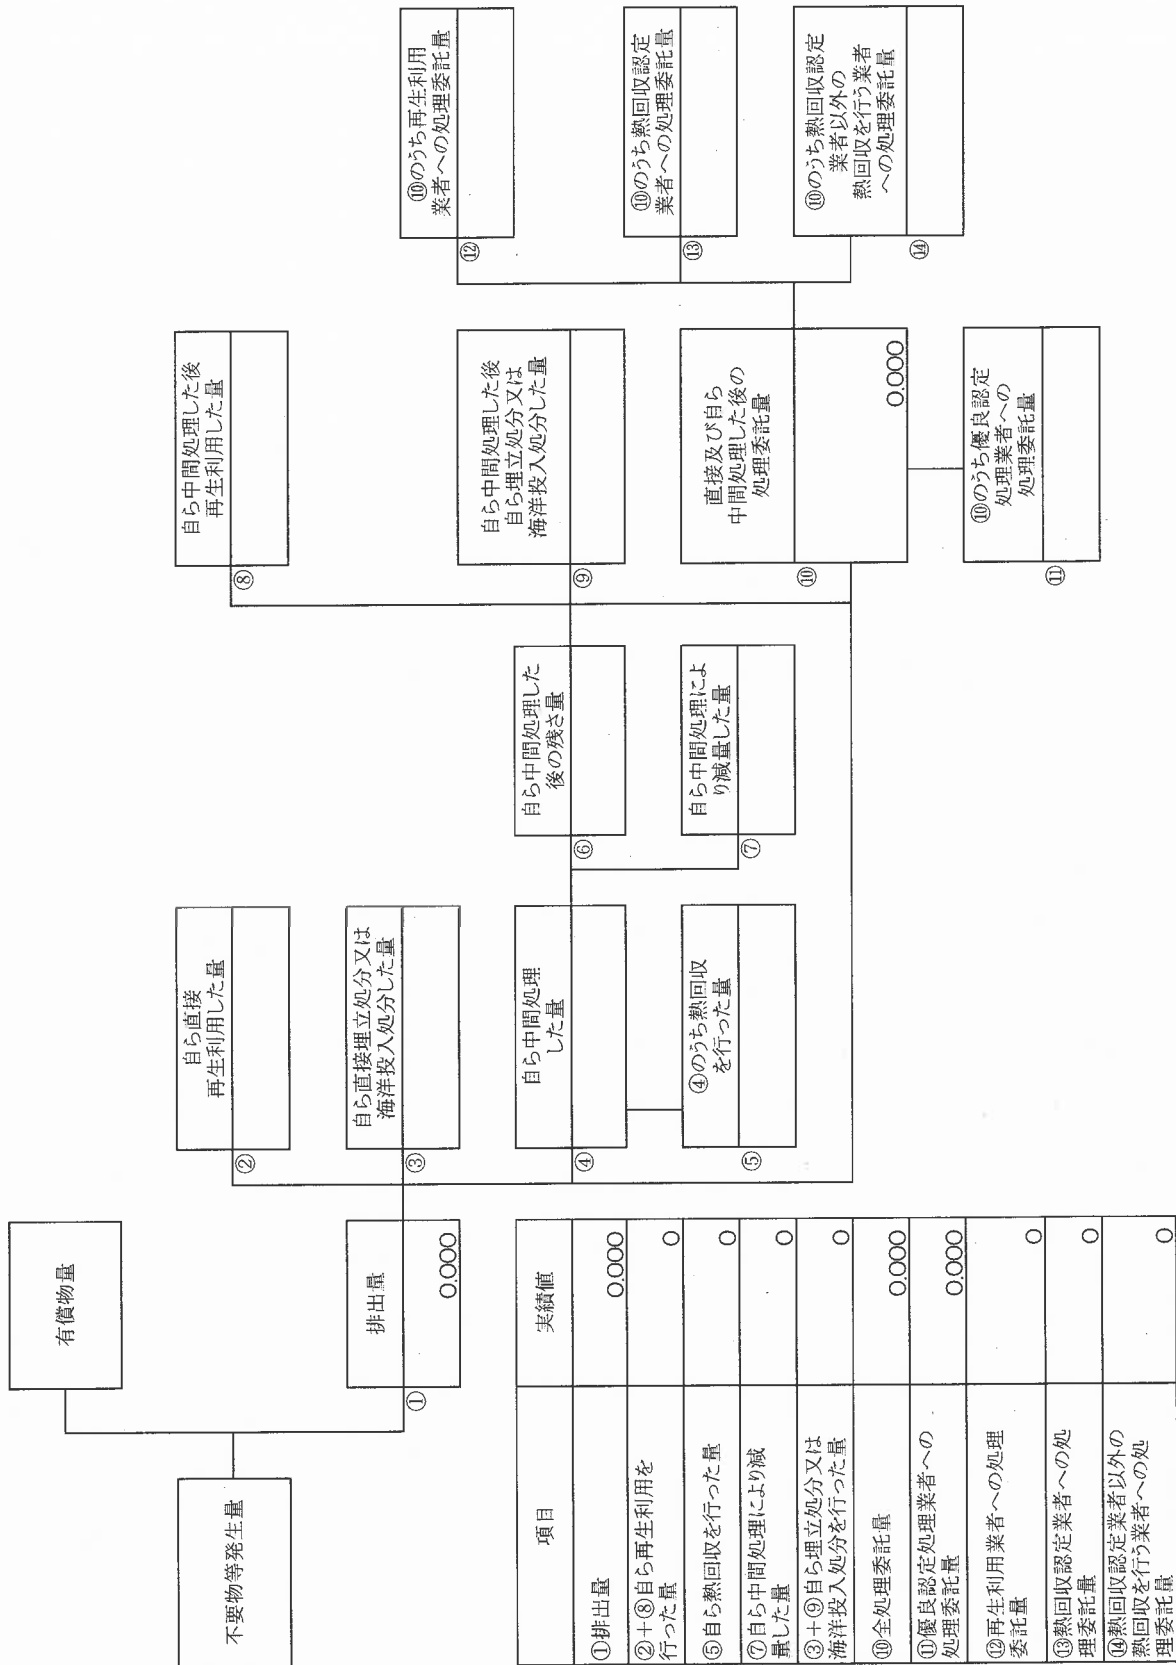 不要物等発生量
有償物量
排出量
①
0.000
自ら直接
再生利用した量
②
自ら直接埋立処分又は
海洋投入処分した量
③
自ら中間処理
した量
④
④のうち熱回収
を行った量
⑤
自ら中間処理した
後の残さ量
⑥
自ら中間処理によ
り減量した量
⑦
自ら中間処理した後
再生利用した量
⑧
自ら中間処理した後
自ら埋立処分又は
海洋投入処分した量
⑨
直接及び自ら
中間処理した後の
処理委託量
⑩
0.000
⑩のうち優良認定
処理業者への
処理委託量
⑪
⑩のうち再生利用
業者への処理委託量
⑫
⑩のうち熱回収認定
業者への処理委託量
⑬
⑩のうち熱回収認定
業者以外の
熱回収を行う業者
への処理委託量
⑭
項目 実績値
①排出量 0.000
②+⑧自ら再生利用を
行った量 0
⑤自ら熱回収を行った量 0
⑦自ら中間処理により減
量した量 0
③+⑨自ら埋立処分又は
海洋投入処分を行った量 0
⑩全処理委託量 0.000
⑪優良認定処理業者への
処理委託量 0.000
⑫再生利用業者への処理
委託量 0
⑬熱回収認定業者への処
理委託量 0
⑭熱回収認定業者以外の
熱回収を行う業者への処
理委託量 0